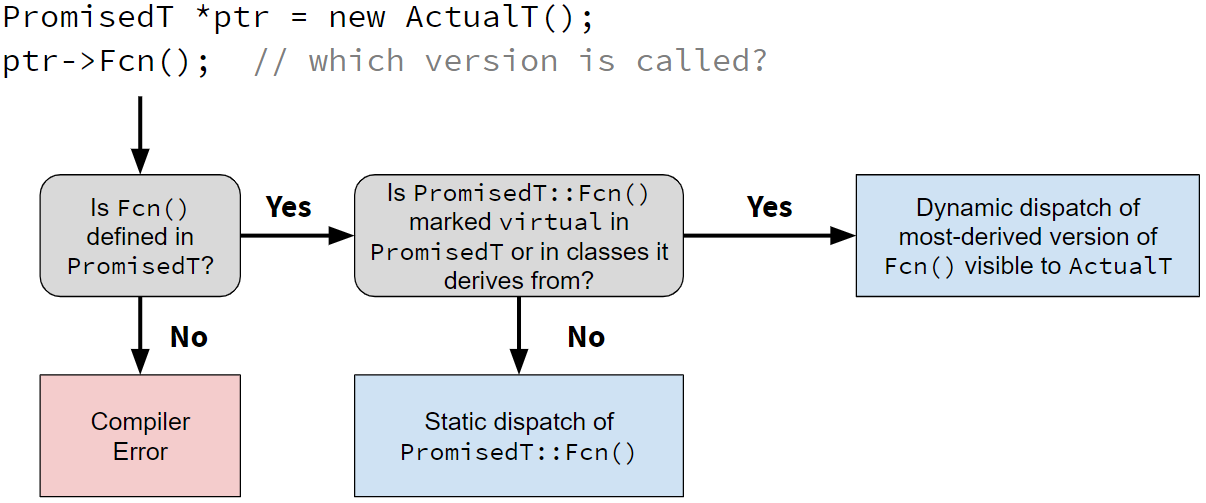 PromisedT *ptr = new ActualT();
ptr->Fcn();  // which version is called?
Is Fcn()
defined in
PromisedT?
Yes
Is PromisedT::Fcn()
marked virtual in
PromisedT or in classes it
derives from?
Yes
Dynamic dispatch of
most-derived version of
Fcn() visible to ActualT
No
No
Compiler
Error
Static dispatch of
PromisedT::Fcn()